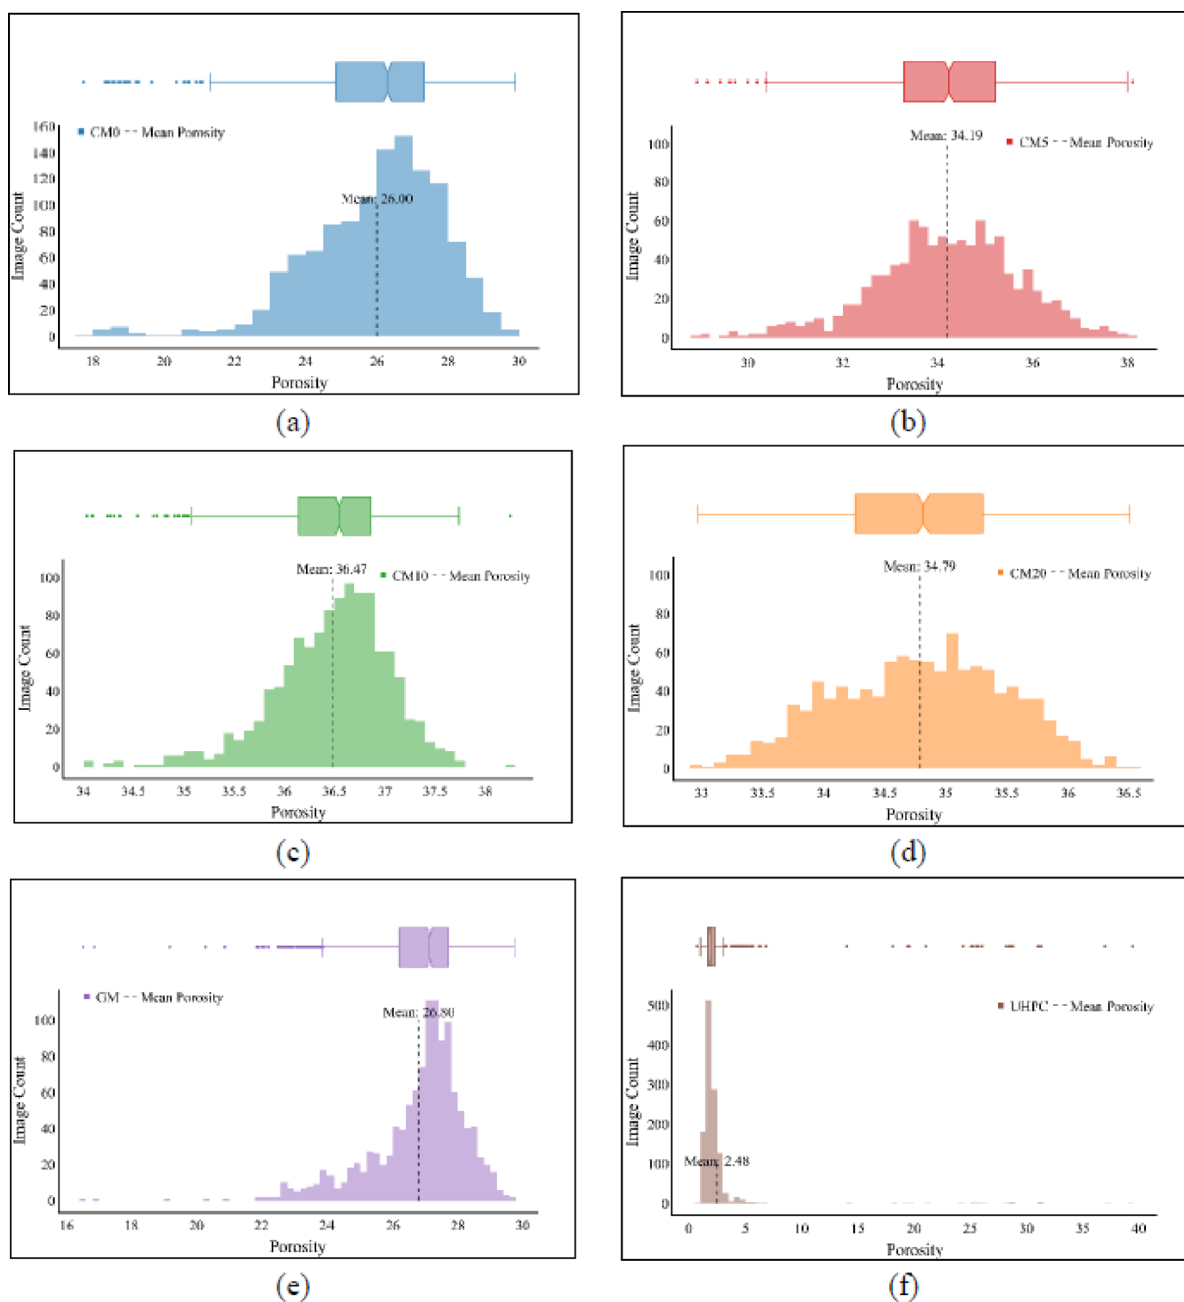 CM0 -- Mean Porosity
160
140
120
100
80
60
40
20
0
Mean: 26.00
Image Count
18 20 22 24 26 28 30
Porosity
(a)
Mean: 34.19
CM5 -- Mean Porosity
100
80
60
40
20
0
Image Count
30 32 34 36 38
Porosity
(b)
Mean: 36.47
CM10 -- Mean Porosity
100
80
60
40
20
0
Image Count
34 34.5 35 35.5 36 36.5 37 37.5 38
Porosity
(c)
Mean: 34.79
CM20 -- Mean Porosity
100
80
60
40
20
0
Image Count
33 33.5 34 34.5 35 35.5 36 36.5
Porosity
(d)
GM -- Mean Porosity
Mean: 26.80
100
80
60
40
20
0
Image Count
16 18 20 22 24 26 28 30
Porosity
(e)
UHPC -- Mean Porosity
500
400
300
200
100
0
Mean: 2.48
Image Count
0 5 10 15 20 25 30 35 40
Porosity
(f)